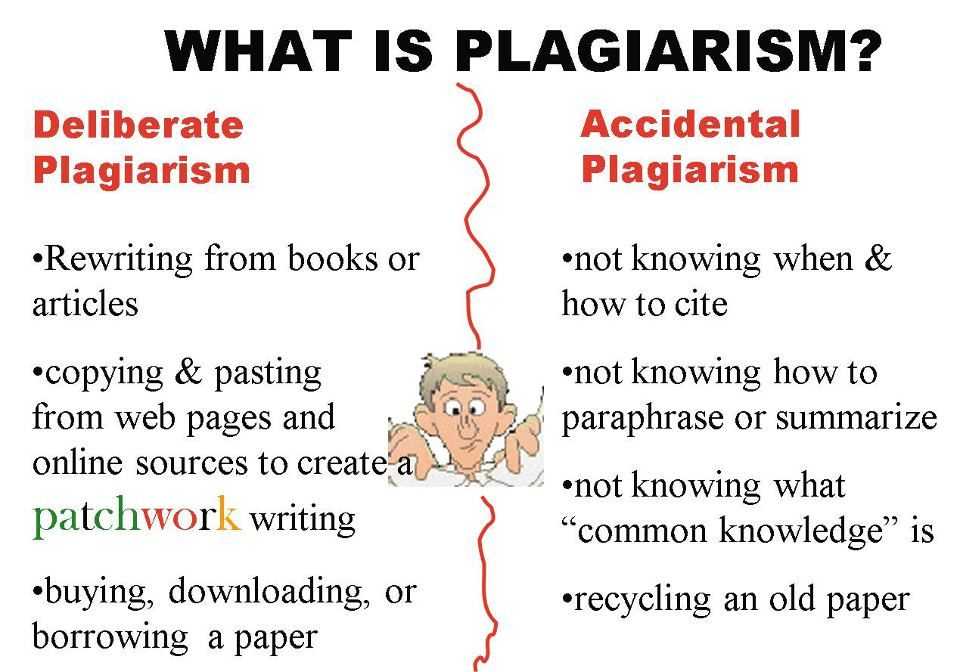 WHAT IS PLAGIARISM?
Deliberate
Plagiarism
•Rewriting from books or
articles
•copying & pasting
from web pages and
online sources to create a
patchwork writing
•buying, downloading, or
borrowing a paper
Accidental
Plagiarism
•not knowing when &
how to cite
•not knowing how to
paraphrase or summarize
•not knowing what
“common knowledge” is
•recycling an old paper